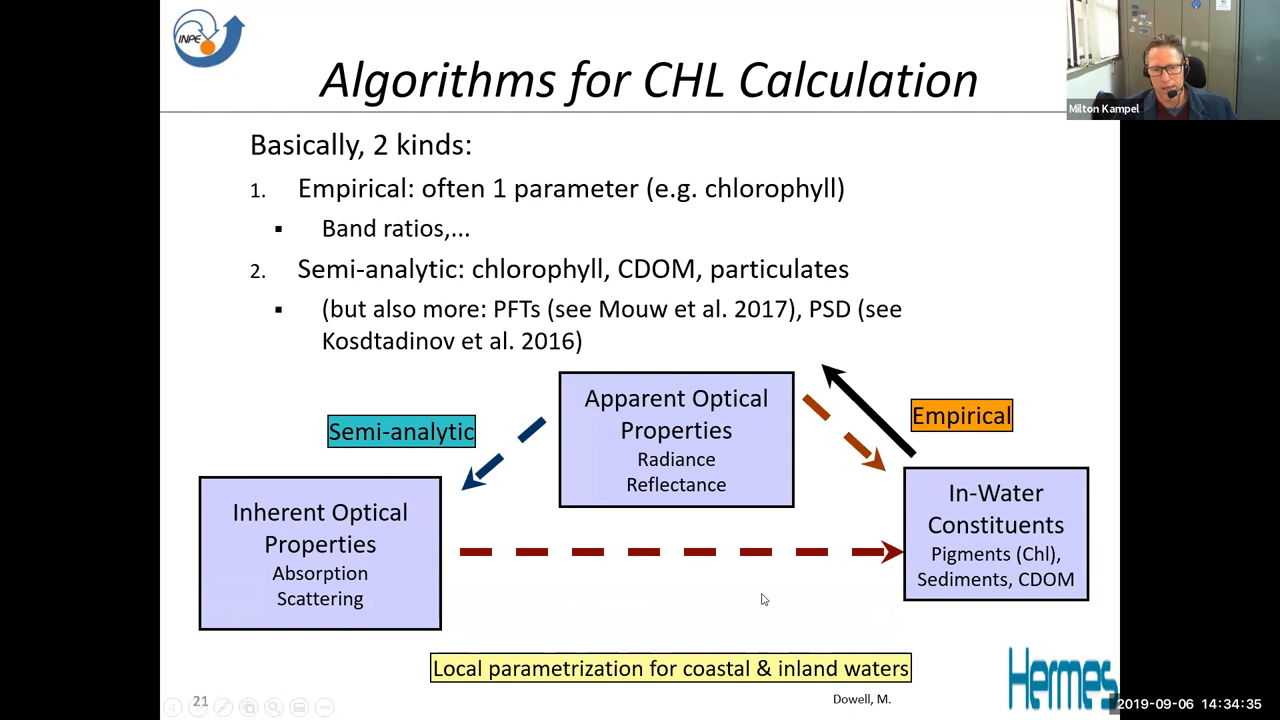 INPE
Algorithms for CHL Calculation
Milton Kampel
Basically, 2 kinds:
1. Empirical: often 1 parameter (e.g. chlorophyll)
▪ Band ratios,...
2. Semi-analytic: chlorophyll, CDOM, particulates
▪ (but also more: PFTs (see Mouw et al. 2017), PSD (see
Kosdtadinov et al. 2016)
Semi-analytic
Apparent Optical
Properties
Radiance
Reflectance
Empirical
Inherent Optical
Properties
Absorption
Scattering
In-Water
Constituents
Pigments (Chl),
Sediments, CDOM
Local parametrization for coastal & inland waters
Dowell, M.
21
Hermes
2019-09-06 14:34:35